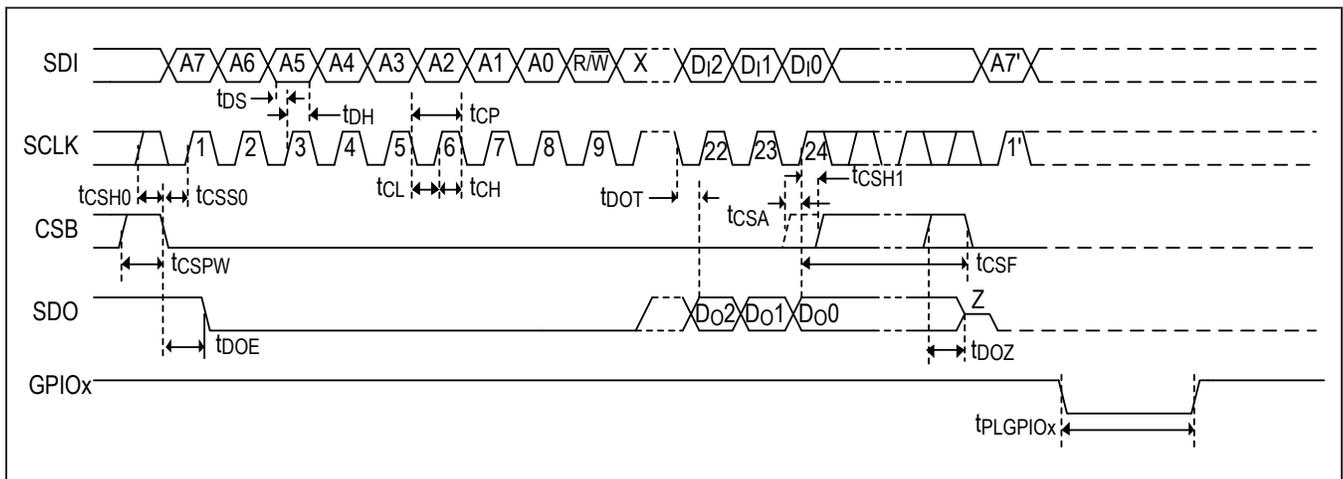 SDI A7 A6 A5 A4 A3 A2 A1 A0 R/W̅ X DI2 DI1 DI0 A7'
tDS tDH tCP
SCLK 1 2 3 4 5 6 7 8 9 22 23 24 1'
tCSH0 tCSS0 tCL tCH tDOT tCSA tCSH1
CSB
tCSPW tCSF
SDO DO2 DO1 DO0 Z
tDOE tDOZ
GPIOx
tPLGPIOx